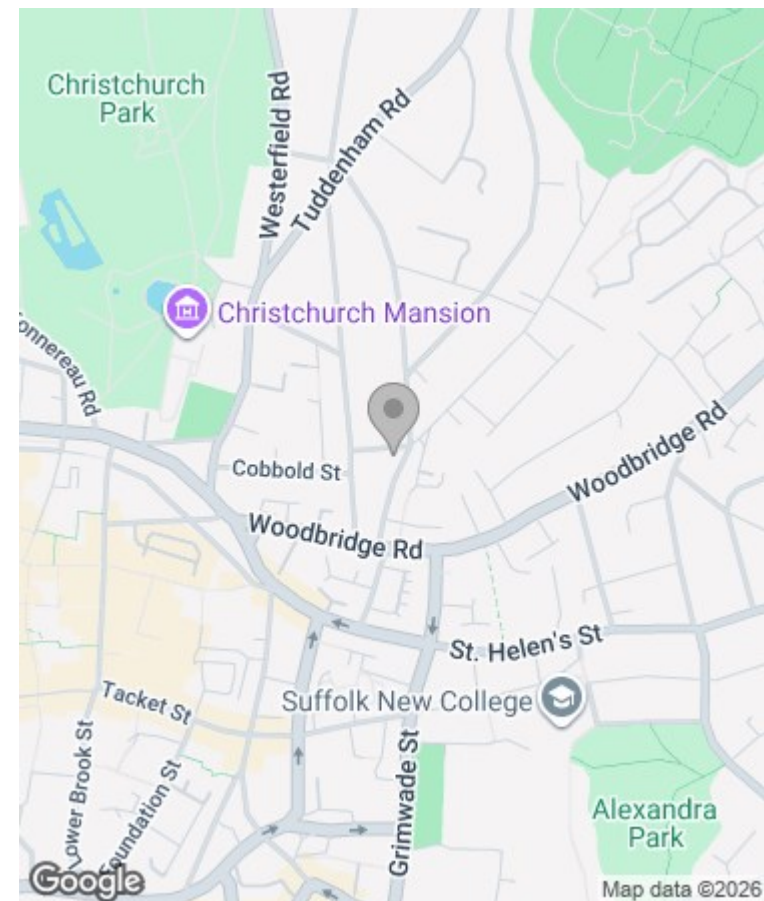 Christchurch
Park
Westerfield Rd
Tuddenham Rd
Christchurch Mansion
onnereau Rd
Cobbold St
Woodbridge Rd
Woodbridge Rd
St. Helen's St
Suffolk New College
Tacket St
Lower Brook St
Foundation St
Grimwade St
Alexandra
Park
Google
Map data ©2026